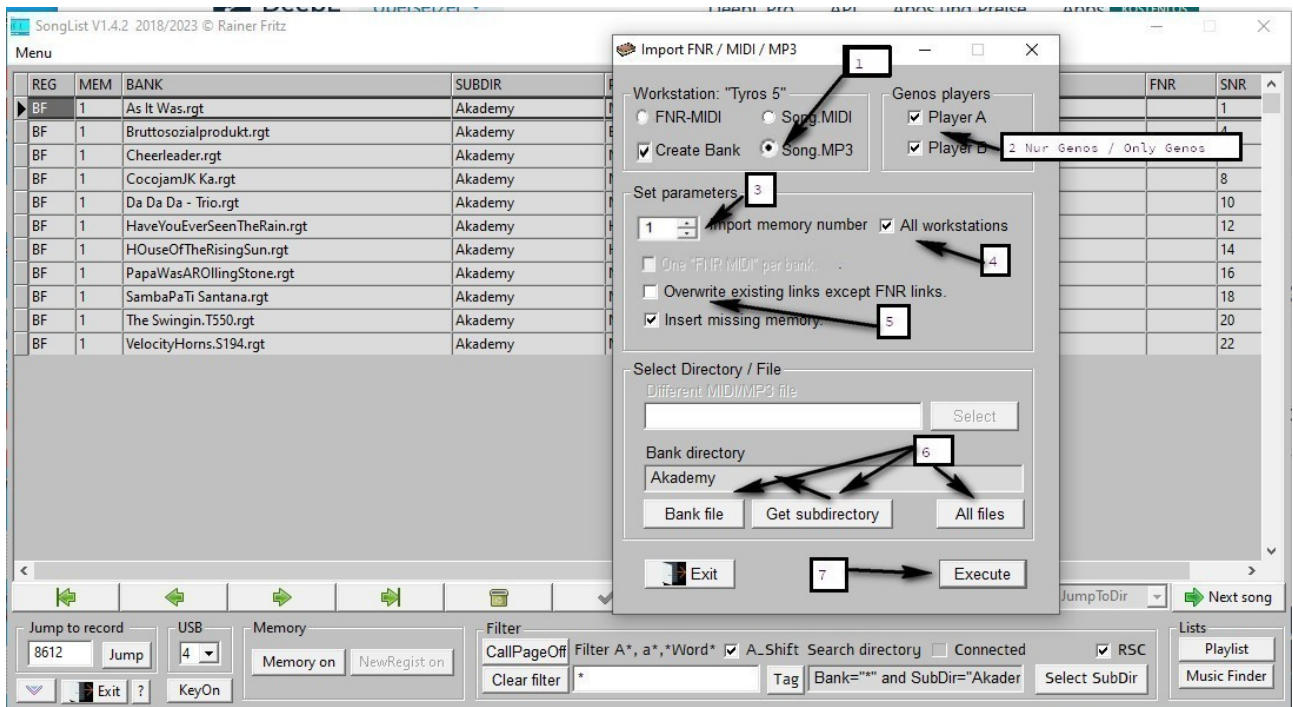 DeepL Übersetzer DeepL Pro API Apps und Preise Apps KOSTENLOS
SongList V1.4.2 2018/2023 © Rainer Fritz
Menu
REG MEM BANK SUBDIR FNR SNR
BF 1 As It Was.rgt Akademy 1
BF 1 Bruttosozialprodukt.rgt Akademy
BF 1 Cheerleader.rgt Akademy
BF 1 CocojamJK Ka.rgt Akademy 8
BF 1 Da Da Da - Trio.rgt Akademy 10
BF 1 HaveYouEverSeenTheRain.rgt Akademy 12
BF 1 HOuseOfTheRisingSun.rgt Akademy 14
BF 1 PapaWasAROllingStone.rgt Akademy 16
BF 1 SambaPaTi Santana.rgt Akademy 18
BF 1 The Swingin.T550.rgt Akademy 20
BF 1 VelocityHorns.S194.rgt Akademy 22
Import FNR / MIDI / MP3
1
Workstation: "Tyros 5" Genos players
FNR-MIDI Song.MIDI Player A
Create Bank Song.MP3 Player B
2 Nur Genos / Only Genos
Set parameters 3
1 Import memory number All workstations
4
One "FNR MIDI" per bank.
Overwrite existing links except FNR links.
Insert missing memory. 5
Select Directory / File
Different MIDI/MP3 file
Select
Bank directory 6
Akademy
Bank file Get subdirectory All files
Exit 7 Execute
JumpToDir Next song
Jump to record USB Memory Filter Lists
8612 Jump 4 Memory on NewRegist on CallPageOff Filter A*, a*,*Word* A_Shift Search directory Connected RSC Playlist
Exit ? KeyOn Clear filter * Tag Bank="*" and SubDir="Akader Select SubDir Music Finder